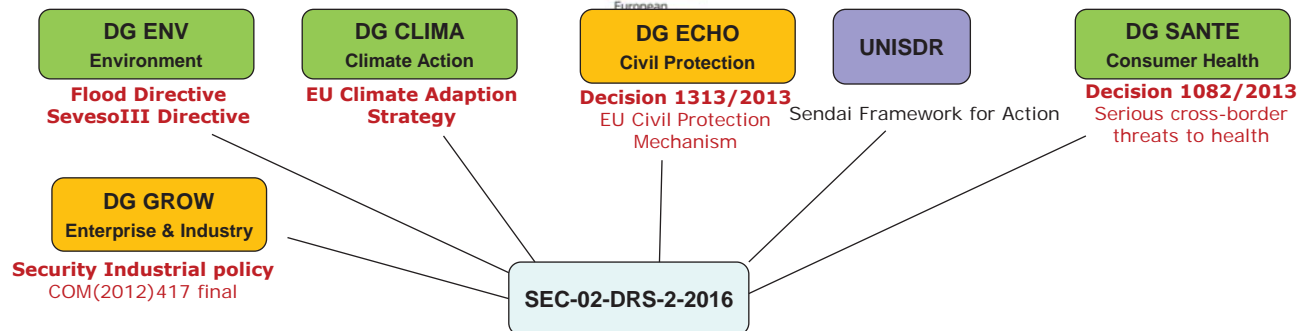 European
DG ENV
Environment
Flood Directive
SevesoIII Directive
DG CLIMA
Climate Action
EU Climate Adaption
Strategy
DG ECHO
Civil Protection
Decision 1313/2013
EU Civil Protection
Mechanism
UNISDR
Sendai Framework for Action
DG SANTE
Consumer Health
Decision 1082/2013
Serious cross-border
threats to health
DG GROW
Enterprise & Industry
Security Industrial policy
COM(2012)417 final
SEC-02-DRS-2-2016